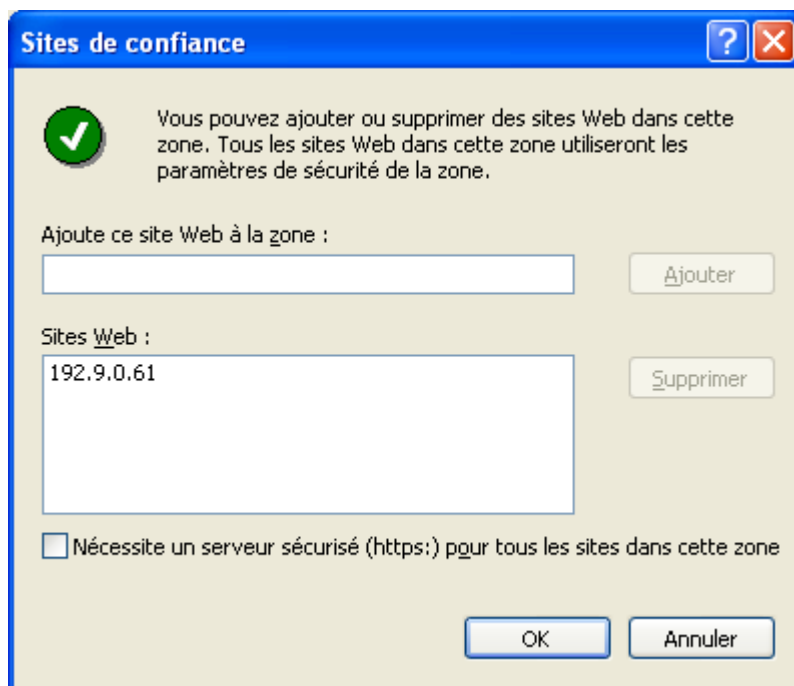 Sites de confiance
Vous pouvez ajouter ou supprimer des sites Web dans cette
zone. Tous les sites Web dans cette zone utiliseront les
paramètres de sécurité de la zone.
Ajoute ce site Web à la zone :
Ajouter
Sites Web :
192.9.0.61
Supprimer
Nécessite un serveur sécurisé (https:) pour tous les sites dans cette zone
OK
Annuler